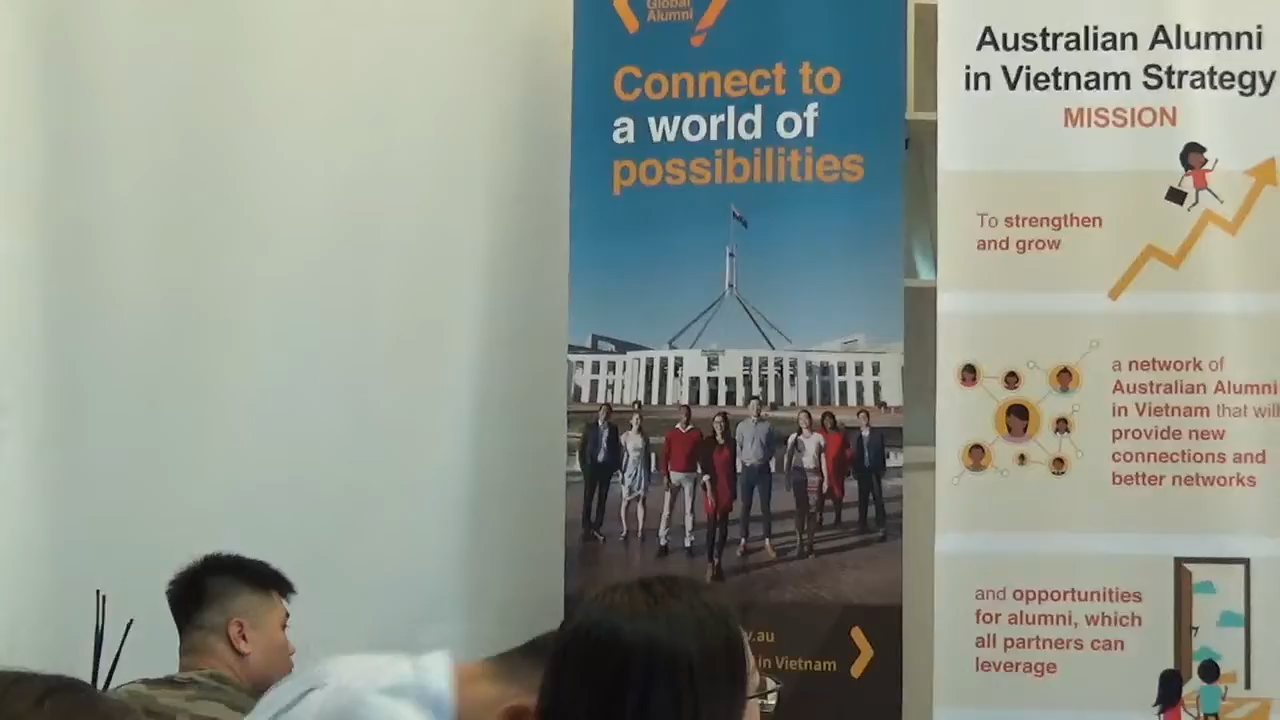 Global
Alumni
Connect to
a world of
possibilities
v.au
in Vietnam
Australian Alumni
in Vietnam Strategy
MISSION
To strengthen
and grow
a network of
Australian Alumni
in Vietnam that will
provide new
connections and
better networks
and opportunities
for alumni, which
all partners can
leverage